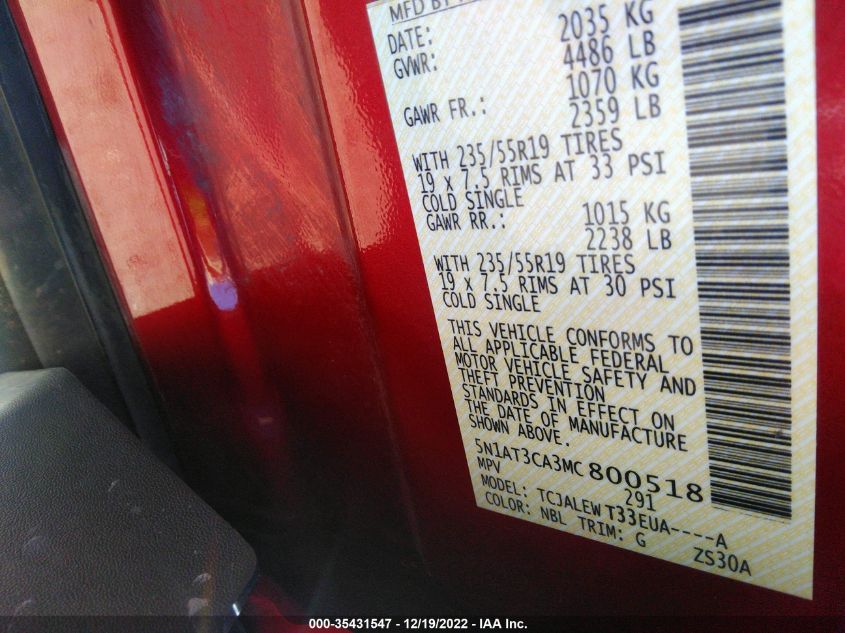 MFD BY
DATE:
GVWR: 2035 KG
4486 LB
GAWR FR.: 1070 KG
2359 LB
WITH 235/55R19 TIRES
19 x 7.5 RIMS AT 33 PSI
COLD SINGLE
GAWR RR.: 1015 KG
2238 LB
WITH 235/55R19 TIRES
19 x 7.5 RIMS AT 30 PSI
COLD SINGLE
THIS VEHICLE CONFORMS TO
ALL APPLICABLE FEDERAL
MOTOR VEHICLE SAFETY AND
THEFT PREVENTION
STANDARDS IN EFFECT ON
THE DATE OF MANUFACTURE
SHOWN ABOVE.
5N1AT3CA3MC 800518
MPV 291
MODEL: TCJALEW T33EUA----A
COLOR: NBL TRIM: G ZS30A
000-35431547 - 12/19/2022 - IAA Inc.